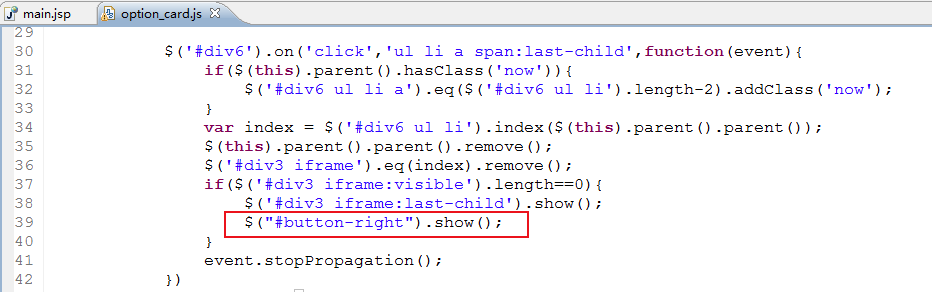 main.jsp option_card.js
29
30 $('#div6').on('click','ul li a span:last-child',function(event){
31 if($(this).parent().hasClass('now')){
32 $('#div6 ul li a').eq($('#div6 ul li').length-2).addClass('now');
33 }
34 var index = $('#div6 ul li').index($(this).parent().parent());
35 $(this).parent().parent().remove();
36 $('#div3 iframe').eq(index).remove();
37 if($('#div3 iframe:visible').length==0){
38 $('#div3 iframe:last-child').show();
39 $("#button-right").show();
40 }
41 event.stopPropagation();
42 })